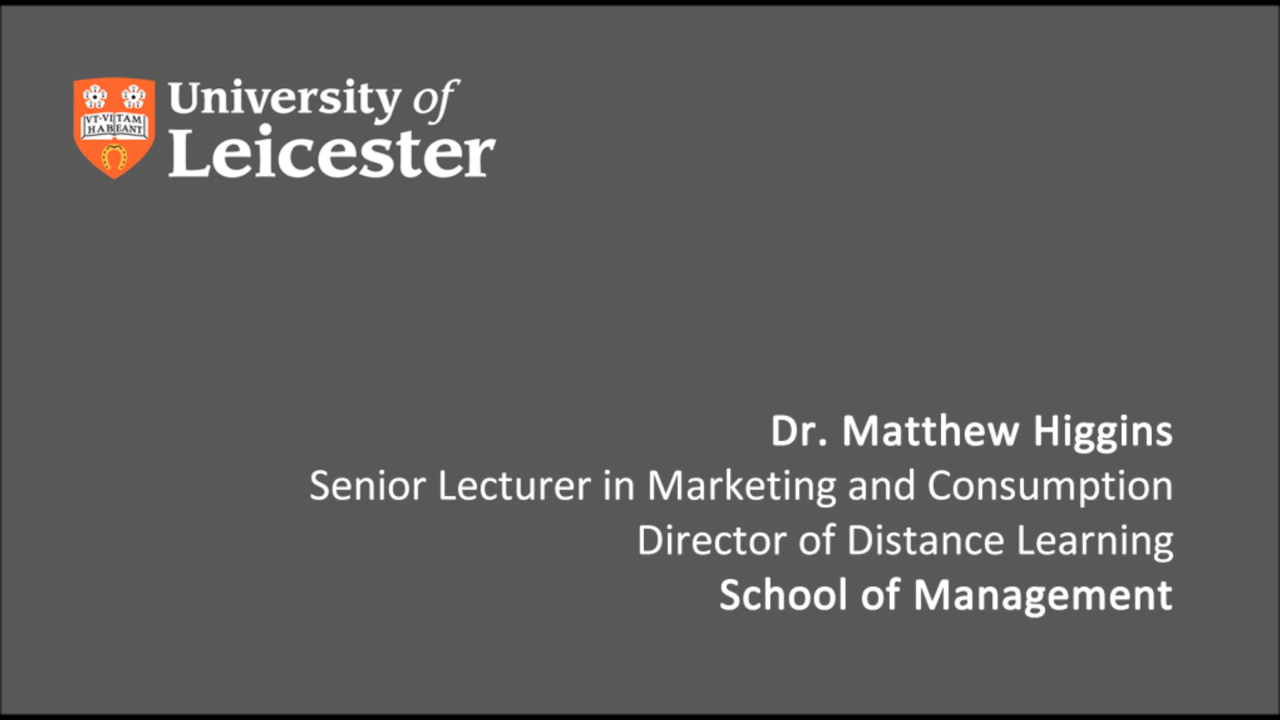 VT·VITAM
HABEANT
University of
Leicester
Dr. Matthew Higgins
Senior Lecturer in Marketing and Consumption
Director of Distance Learning
School of Management